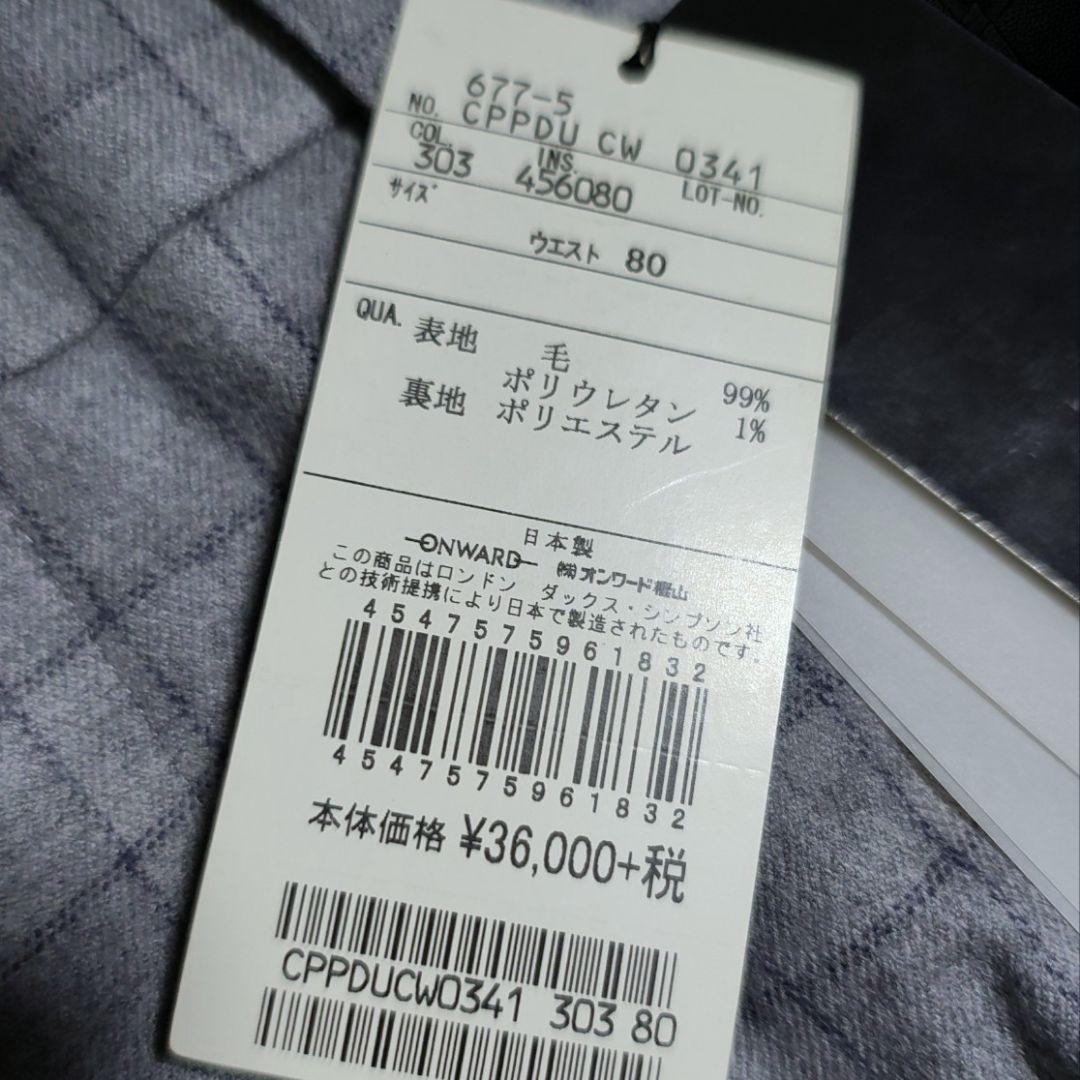 677-5
NO. CPPDU CW 0341
COL. INS. LOT-NO.
303 456080
サイズ
ウエスト 80
QUA. 表地 毛 99%
ポリウレタン 1%
裏地 ポリエステル
日本製
ONWARD ㈱オンワード樫山
この商品はロンドン ダックス・シンプソン社
との技術提携により日本で製造されたものです。
4547575961832
4547575961832
本体価格 ¥36,000+税
CPPDUCW0341 303 80